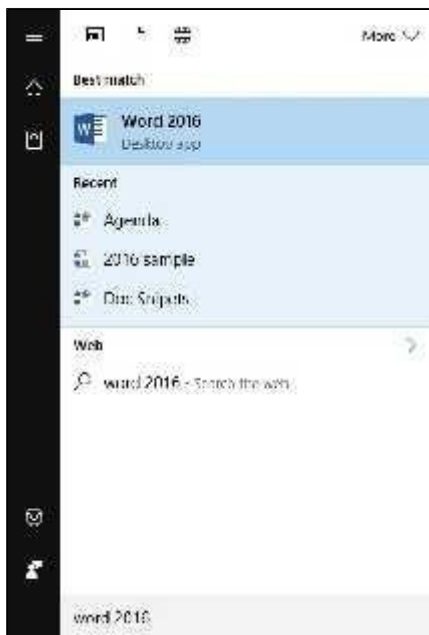 More
Best match
Word 2016
Desktop app
Recent
Agenda
2016 sample
Doc Snipets
Web
word 2016 - Search the web
word 2016